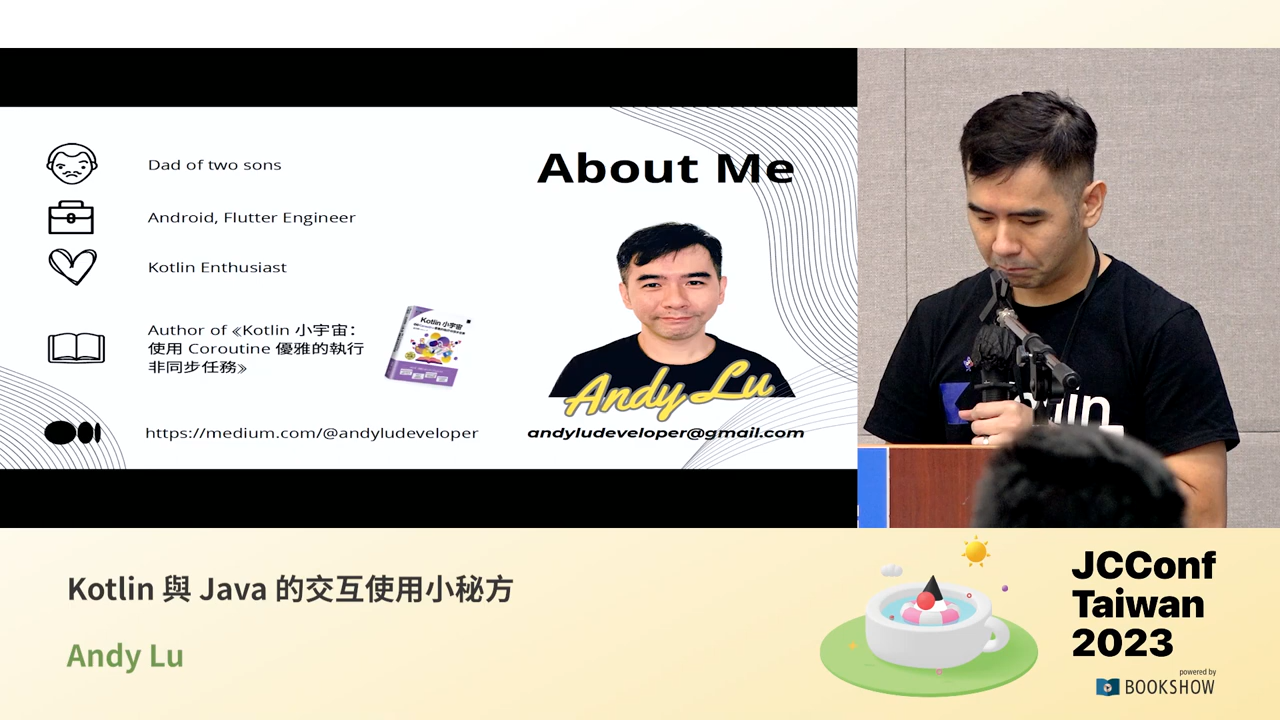 About Me
Dad of two sons
Android, Flutter Engineer
Kotlin Enthusiast
Author of 《Kotlin 小宇宙:
使用 Coroutine 優雅的執行
非同步任務》
Kotlin 小宇宙
https://medium.com/@andyludeveloper
Andy Lu
andyludeveloper@gmail.com
Kotlin 與 Java 的交互使用小秘方
Andy Lu
JCConf
Taiwan
2023
powered by
BOOKSHOW